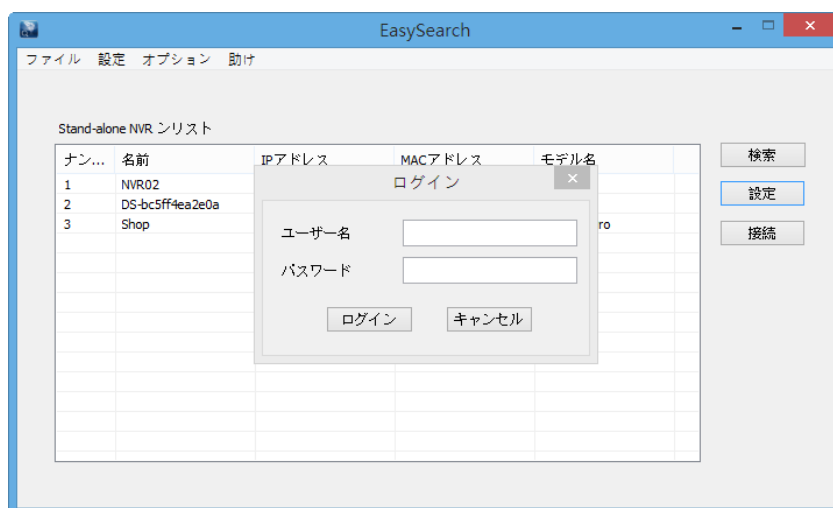 EasySearch
ファイル 設定 オプション 助け
Stand-alone NVR ンリスト
ナン... 名前 IPアドレス MACアドレス モデル名
検索
ログイン
1 NVR02
設定
2 DS-bc5ff4ea2e0a
3 Shop ro
ユーザー名
接続
パスワード
ログイン キャンセル